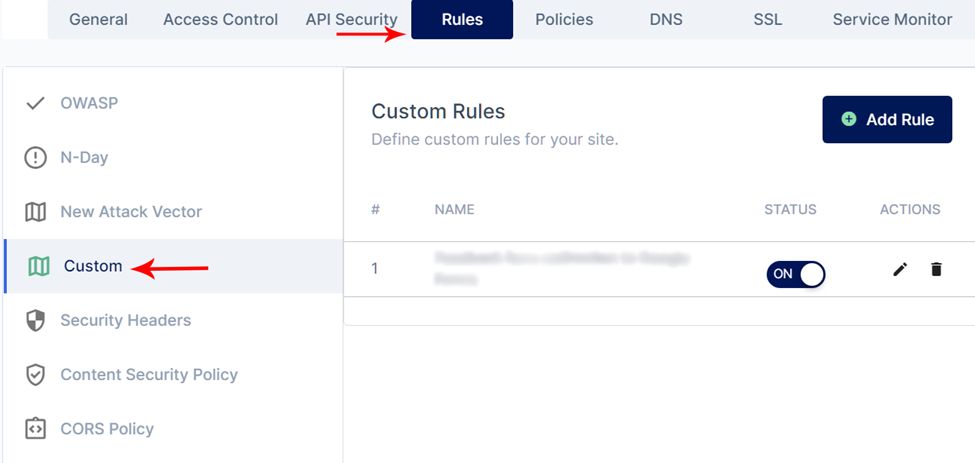 General Access Control API Security Rules Policies DNS SSL Service Monitor
OWASP
N-Day
New Attack Vector
Custom
Security Headers
Content Security Policy
CORS Policy
Custom Rules
Define custom rules for your site.
Add Rule
# NAME STATUS ACTIONS
1 ON